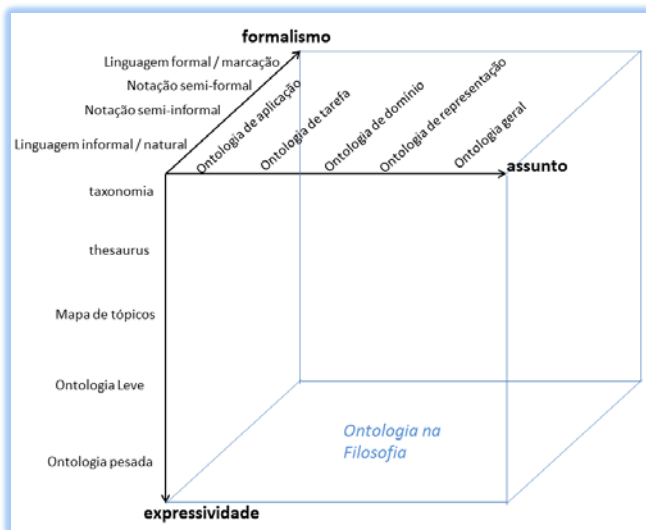 formalismo
Linguagem formal / marcação
Notação semi-formal
Notação semi-informal
Linguagem informal / natural
Ontologia de aplicação
Ontologia de tarefa
Ontologia de domínio
Ontologia de representação
Ontologia geral
assunto
taxonomia
thesaurus
Mapa de tópicos
Ontologia Leve
Ontologia pesada
Ontologia na
Filosofia
expressividade